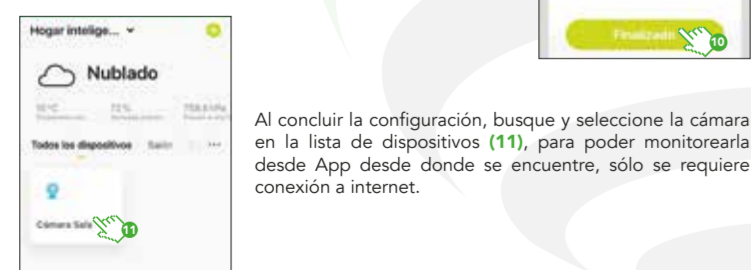 Finalizado
10
Hogar intelige...
Nublado
Todos los dispositivos Salón ...
Cámara Sala
11
Al concluir la configuración, busque y seleccione la cámara
en la lista de dispositivos (11), para poder monitorearla
desde App desde donde se encuentre, sólo se requiere
conexión a internet.